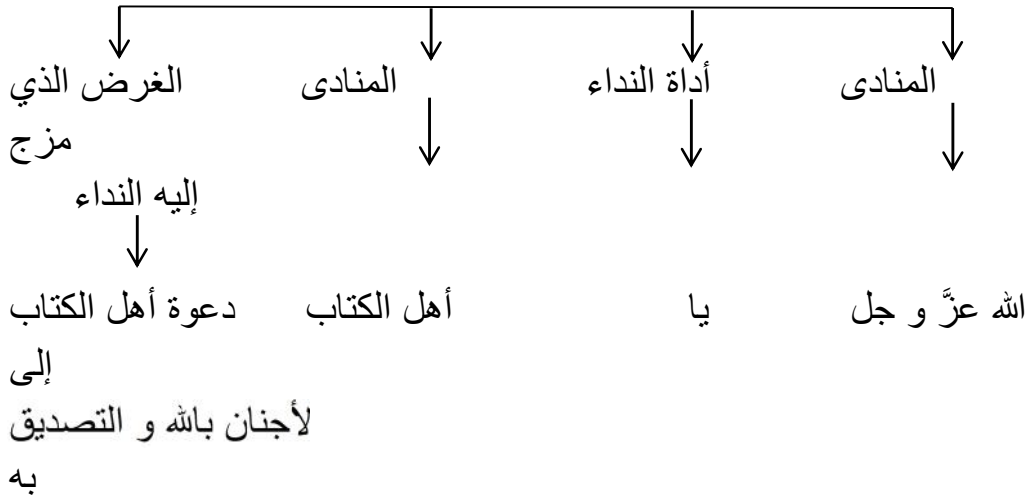 المنادى أداة النداء المنادى الغرض الذي
مزج
إليه النداء
الله عزَّ و جل يا أهل الكتاب دعوة أهل الكتاب
إلى
لأجنان بالله و التصديق
به